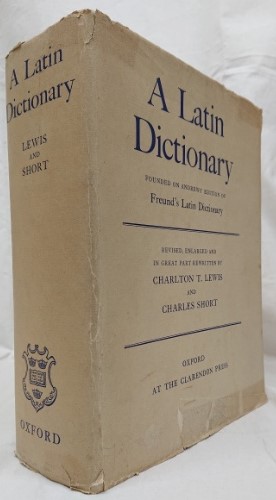 A Latin
Dictionary
LEWIS
AND
SHORT
OXFORD
A Latin
Dictionary
FOUNDED ON ANDREWS' EDITION OF
Freund's Latin Dictionary
REVISED, ENLARGED AND
IN GREAT PART REWRITTEN BY
CHARLTON T. LEWIS
AND
CHARLES SHORT
OXFORD
AT THE CLARENDON PRESS